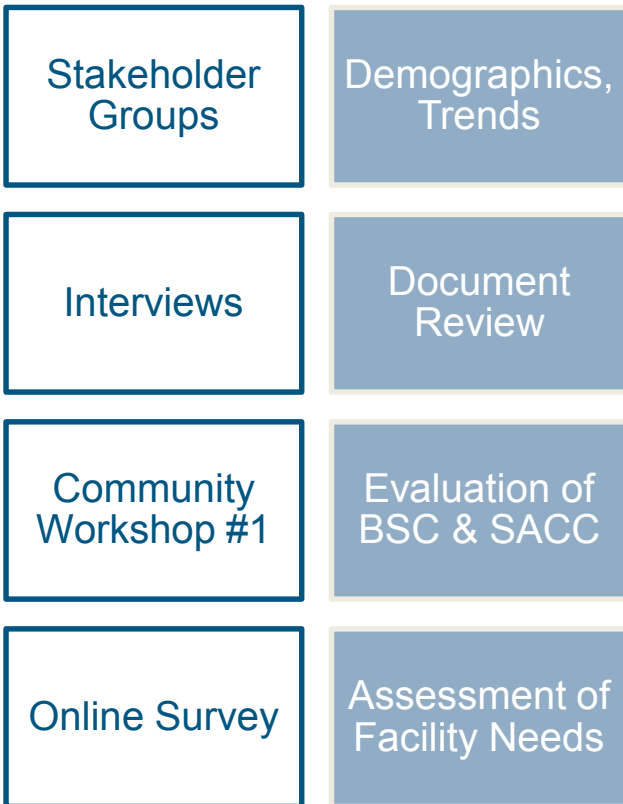 Stakeholder
Groups
Demographics,
Trends
Interviews
Document
Review
Community
Workshop #1
Evaluation of
BSC & SACC
Online Survey
Assessment of
Facility Needs